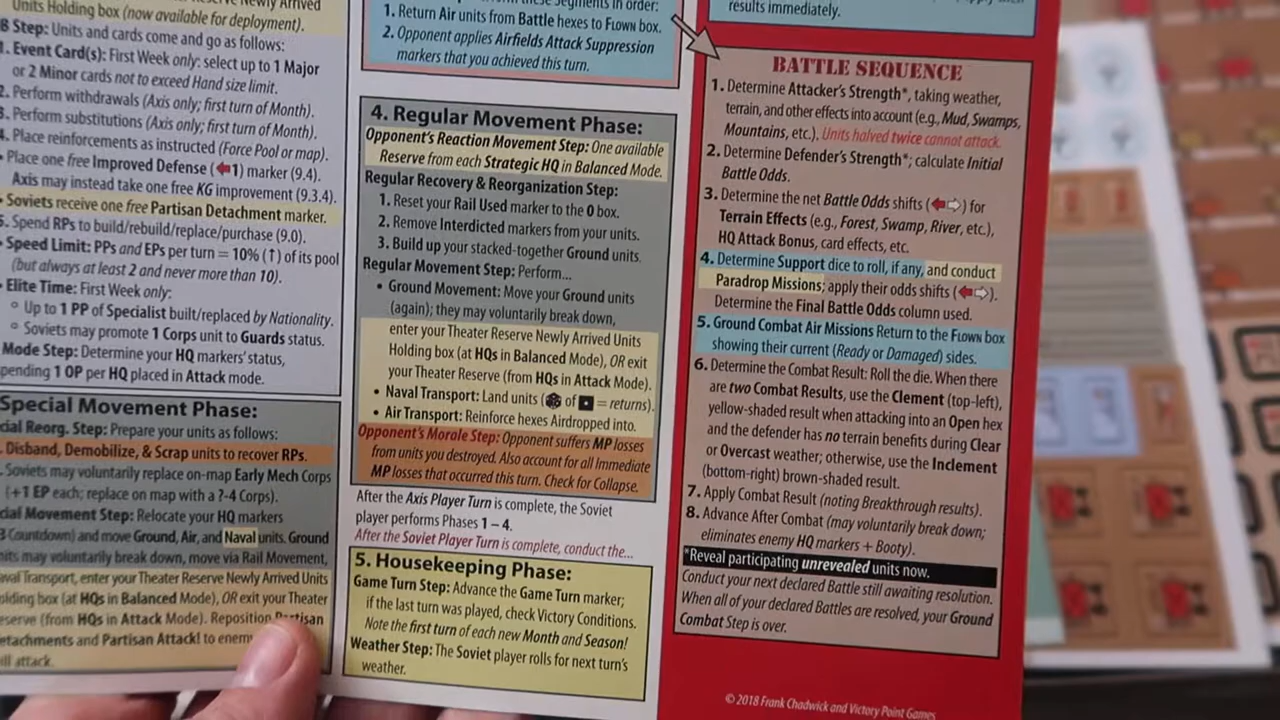 Units Holding box (now available for deployment).
B Step: Units and cards come and go as follows:
1. Event Card(s): First Week only: select up to 1 Major
or 2 Minor cards not to exceed Hand size limit.
2. Perform withdrawals (Axis only; first turn of Month).
3. Perform substitutions (Axis only; first turn of Month).
4. Place reinforcements as instructed (Force Pool or map).
• Place one free Improved Defense (1) marker (9.4).
Axis may instead take one free KG improvement (9.3.4).
• Soviets receive one free Partisan Detachment marker.
5. Spend RPs to build/rebuild/replace/purchase (9.0).
• Speed Limit: PPs and EPs per turn = 10% (↑) of its pool
(but always at least 2 and never more than 10).
• Elite Time: First Week only:
° Up to 1 PP of Specialist built/replaced by Nationality.
° Soviets may promote 1 Corps unit to Guards status.
Mode Step: Determine your HQ markers' status,
pending 1 OP per HQ placed in Attack mode.
Special Movement Phase:
cial Reorg. Step: Prepare your units as follows:
. Disband, Demobilize, & Scrap units to recover RPs.
. Soviets may voluntarily replace on-map Early Mech Corps
(+1 EP each; replace on map with a ?-4 Corps).
cial Movement Step: Relocate your HQ markers
Countdown) and move Ground, Air, and Naval units. Ground
nits may voluntarily break down, move via Rail Movement,
aval Transport, enter your Theater Reserve Newly Arrived Units
olding box (at HQs in Balanced Mode), OR exit your Theater
eserve (from HQs in Attack Mode). Reposition Partisan
etachments and Partisan Attack! to enem
ill attack.
these segments in order:
1. Return Air units from Battle hexes to FLOWN box.
2. Opponent applies Airfields Attack Suppression
markers that you achieved this turn.
4. Regular Movement Phase:
Opponent's Reaction Movement Step: One available
Reserve from each Strategic HQ in Balanced Mode.
Regular Recovery & Reorganization Step:
1. Reset your Rail Used marker to the 0 box.
2. Remove Interdicted markers from your units.
3. Build up your stacked-together Ground units.
Regular Movement Step: Perform...
• Ground Movement: Move your Ground units
(again); they may voluntarily break down,
enter your Theater Reserve Newly Arrived Units
Holding box (at HQs in Balanced Mode), OR exit
your Theater Reserve (from HQs in Attack Mode).
• Naval Transport: Land units ( of = returns).
• Air Transport: Reinforce hexes Airdropped into.
Opponent's Morale Step: Opponent suffers MP losses
from units you destroyed. Also account for all Immediate
MP losses that occurred this turn. Check for Collapse.
After the Axis Player Turn is complete, the Soviet
player performs Phases 1 – 4.
After the Soviet Player Turn is complete, conduct the...
5. Housekeeping Phase:
Game Turn Step: Advance the Game Turn marker;
if the last turn was played, check Victory Conditions.
Note the first turn of each new Month and Season!
Weather Step: The Soviet player rolls for next turn's
weather.
results immediately.
BATTLE SEQUENCE
1. Determine Attacker's Strength*, taking weather,
terrain, and other effects into account (e.g., Mud, Swamps,
Mountains, etc.). Units halved twice cannot attack.
2. Determine Defender's Strength*; calculate Initial
Battle Odds.
3. Determine the net Battle Odds shifts () for
Terrain Effects (e.g., Forest, Swamp, River, etc.),
HQ Attack Bonus, card effects, etc.
4. Determine Support dice to roll, if any, and conduct
Paradrop Missions; apply their odds shifts ().
Determine the Final Battle Odds column used.
5. Ground Combat Air Missions Return to the FLOWN box
showing their current (Ready or Damaged) sides.
6. Determine the Combat Result: Roll the die. When there
are two Combat Results, use the Clement (top-left),
yellow-shaded result when attacking into an Open hex
and the defender has no terrain benefits during Clear
or Overcast weather; otherwise, use the Inclement
(bottom-right) brown-shaded result.
7. Apply Combat Result (noting Breakthrough results).
8. Advance After Combat (may voluntarily break down;
eliminates enemy HQ markers + Booty).
*Reveal participating unrevealed units now.
Conduct your next declared Battle still awaiting resolution.
When all of your declared Battles are resolved, your Ground
Combat Step is over.
© 2018 Frank Chadwick and Victory Point Games